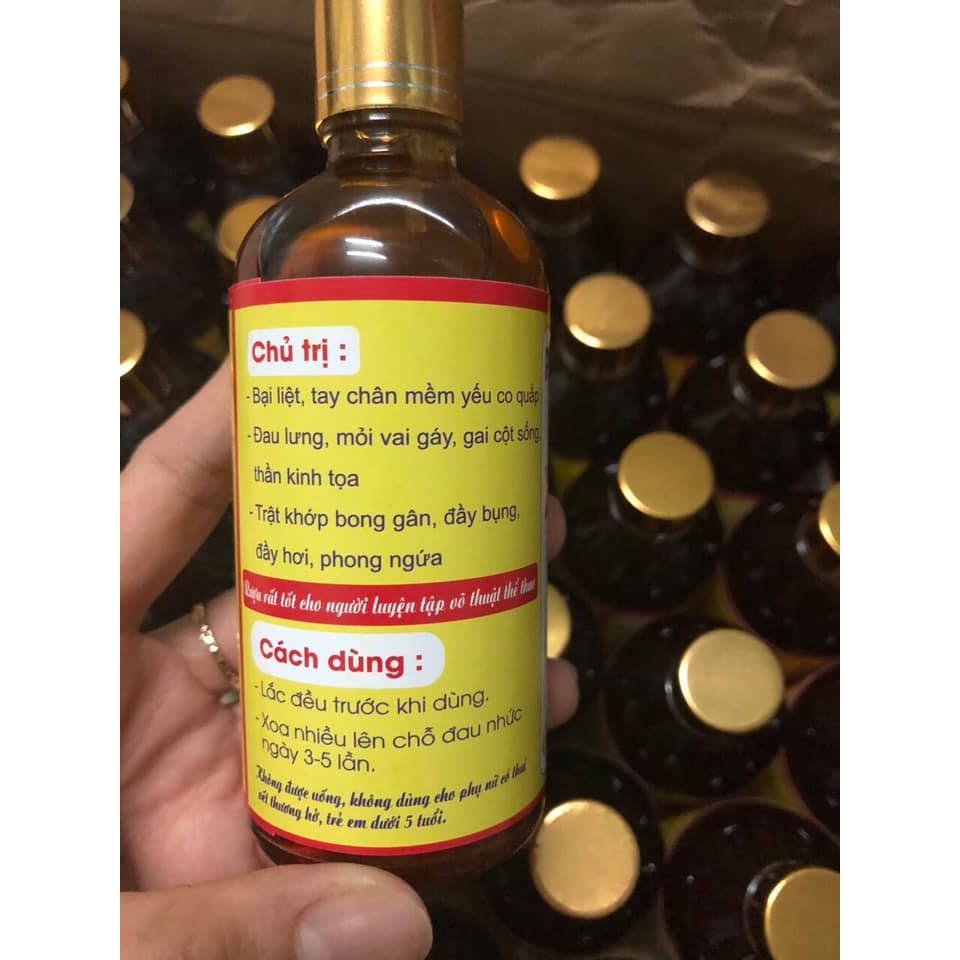 Chủ trị :
- Bại liệt, tay chân mềm yếu co quắp
- Đau lưng, mỏi vai gáy, gai cột sống,
thần kinh tọa
- Trật khớp bong gân, đầy bụng,
đầy hơi, phong ngứa
Rượu rất tốt cho người luyện tập võ thuật thể thao
Cách dùng :
- Lắc đều trước khi dùng.
- Xoa nhiều lên chỗ đau nhức
ngày 3-5 lần.
Không được uống, không dùng cho phụ nữ có thai
vết thương hở, trẻ em dưới 5 tuổi.